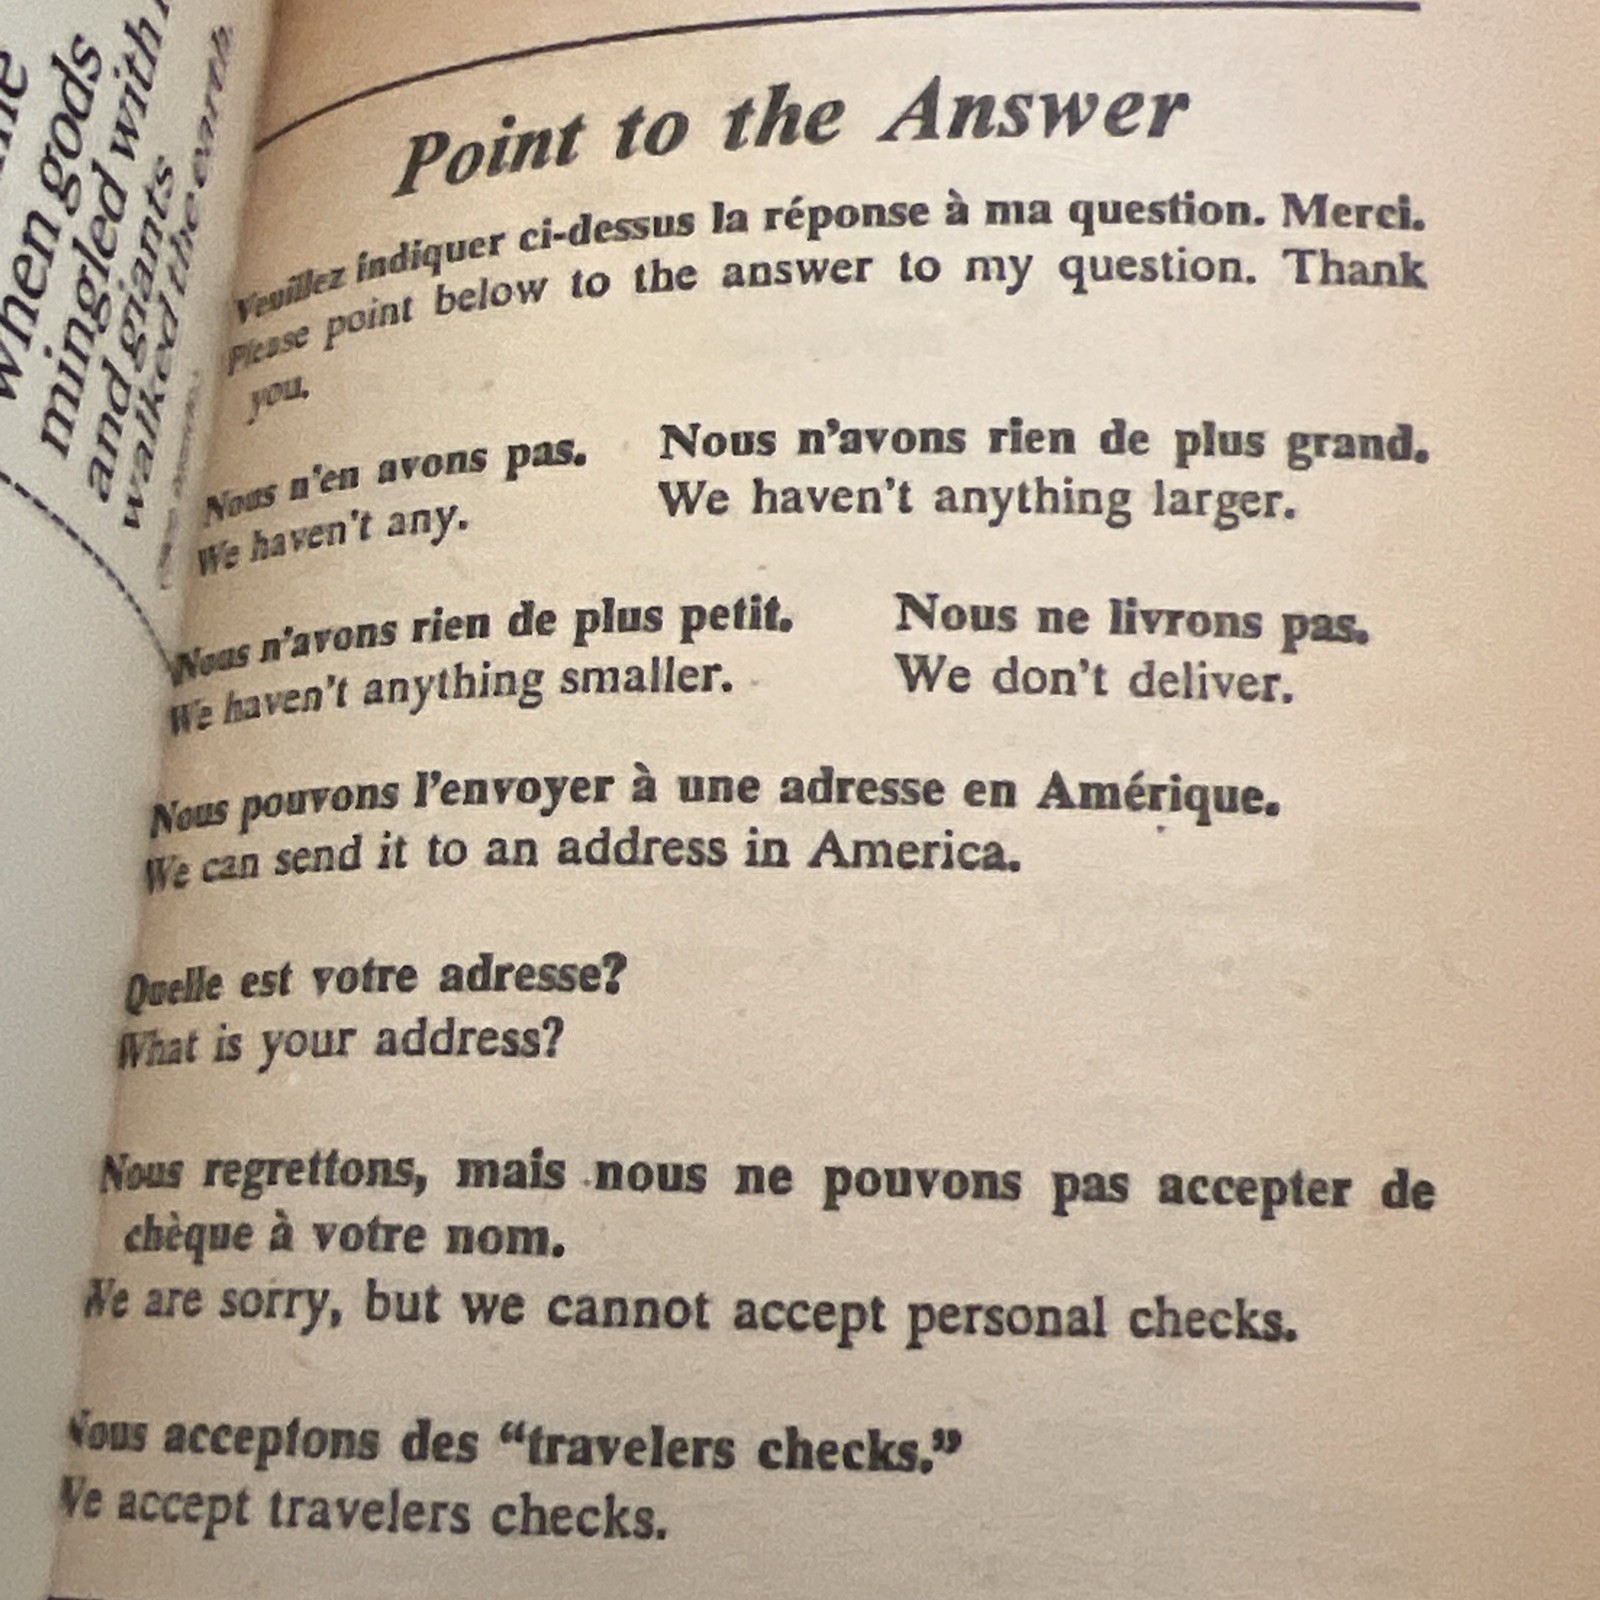 when gods
mingled with
and giants
walked the earth
Point to the Answer
Veuillez indiquer ci-dessus la réponse à ma question. Merci.
Please point below to the answer to my question. Thank
you.
Nous n'en avons pas. Nous n'avons rien de plus grand.
We haven't any. We haven't anything larger.
Nous n'avons rien de plus petit. Nous ne livrons pas.
We haven't anything smaller. We don't deliver.
Nous pouvons l'envoyer à une adresse en Amérique.
We can send it to an address in America.
Quelle est votre adresse?
What is your address?
Nous regrettons, mais nous ne pouvons pas accepter de
chèque à votre nom.
We are sorry, but we cannot accept personal checks.
Nous acceptons des “travelers checks.”
We accept travelers checks.